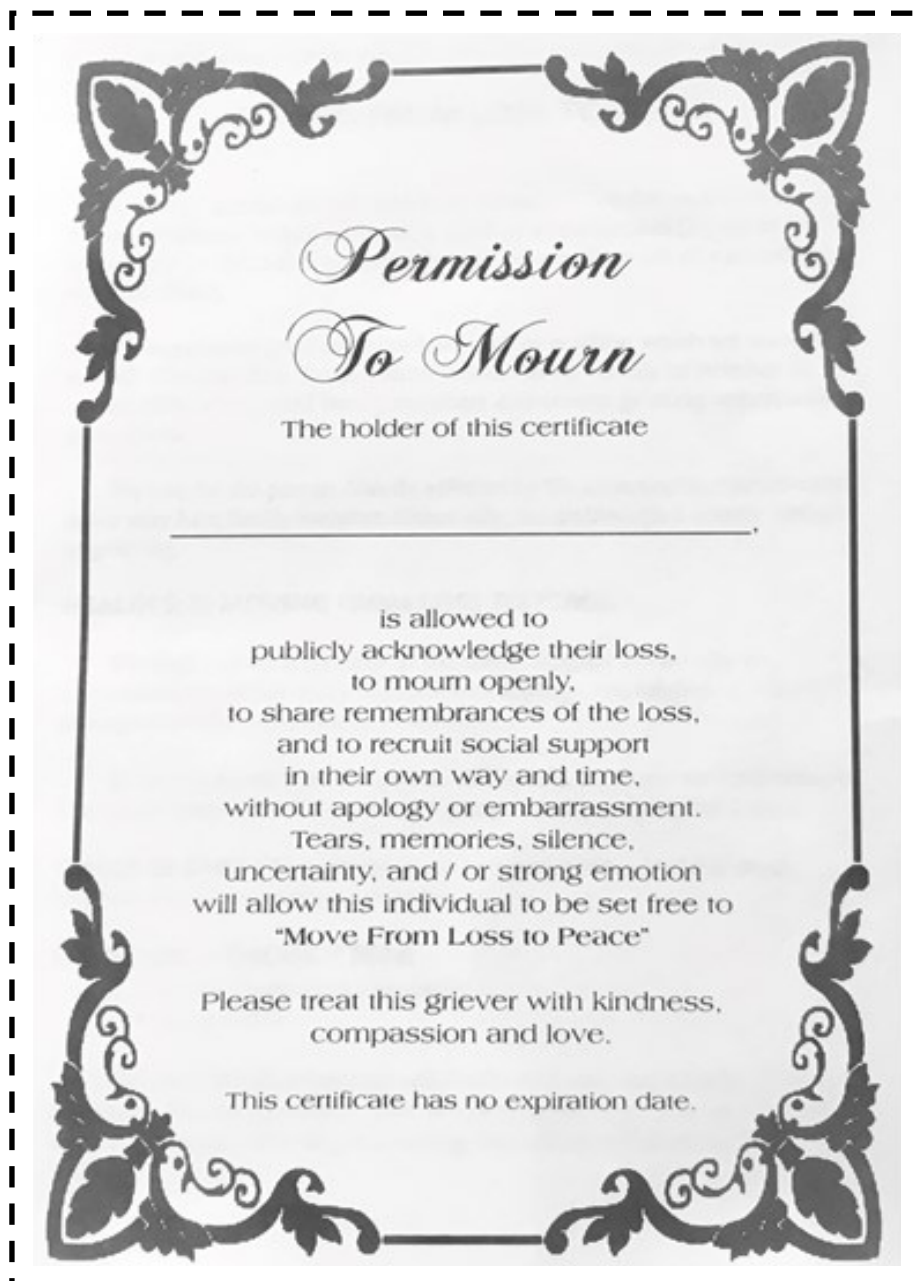 Permission
To Mourn
The holder of this certificate
,
is allowed to
publicly acknowledge their loss,
to mourn openly,
to share remembrances of the loss,
and to recruit social support
in their own way and time,
without apology or embarrassment.
Tears, memories, silence,
uncertainty, and / or strong emotion
will allow this individual to be set free to
"Move From Loss to Peace"
Please treat this griever with kindness,
compassion and love.
This certificate has no expiration date.